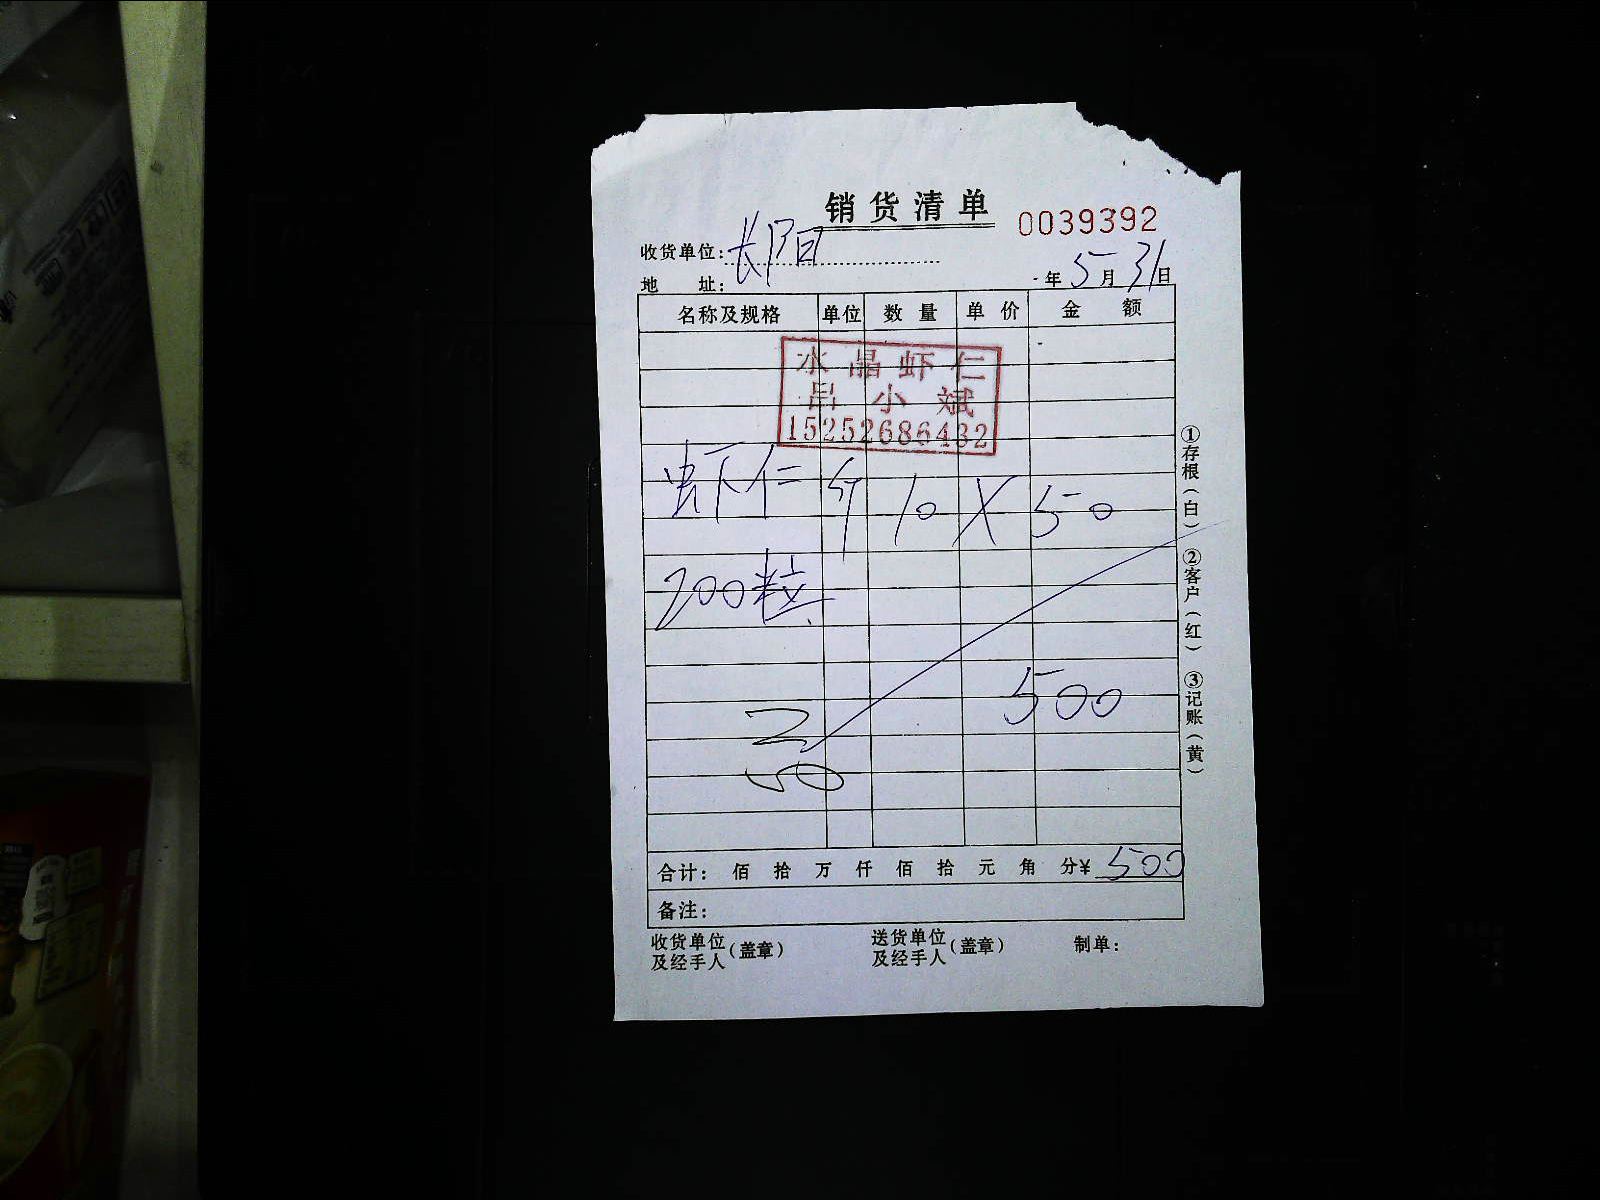 销货清单 0039392
收货单位: 长阳
地 址: 年 5月 31日
名称及规格 单位 数量 单价 金额
水晶虾仁
吕小斌
15252686432
虾仁 斤 10 X 50
200粒
500
2
50
合计: 佰 拾 万 仟 佰 拾 元 角 分¥ 500
备注:
收货单位及经手人(盖章) 送货单位及经手人(盖章) 制单:
①存根(白) ②客户(红) ③记账(黄)